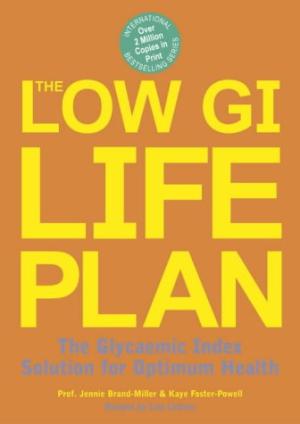 INTERNATIONAL
Over
2 Million
Copies in
Print
BESTSELLING SERIES
THE
LOW GI
LIFE
PLAN
The Glycaemic Index
Solution for Optimum Health
Prof. Jennie Brand-Miller & Kaye Foster-Powell